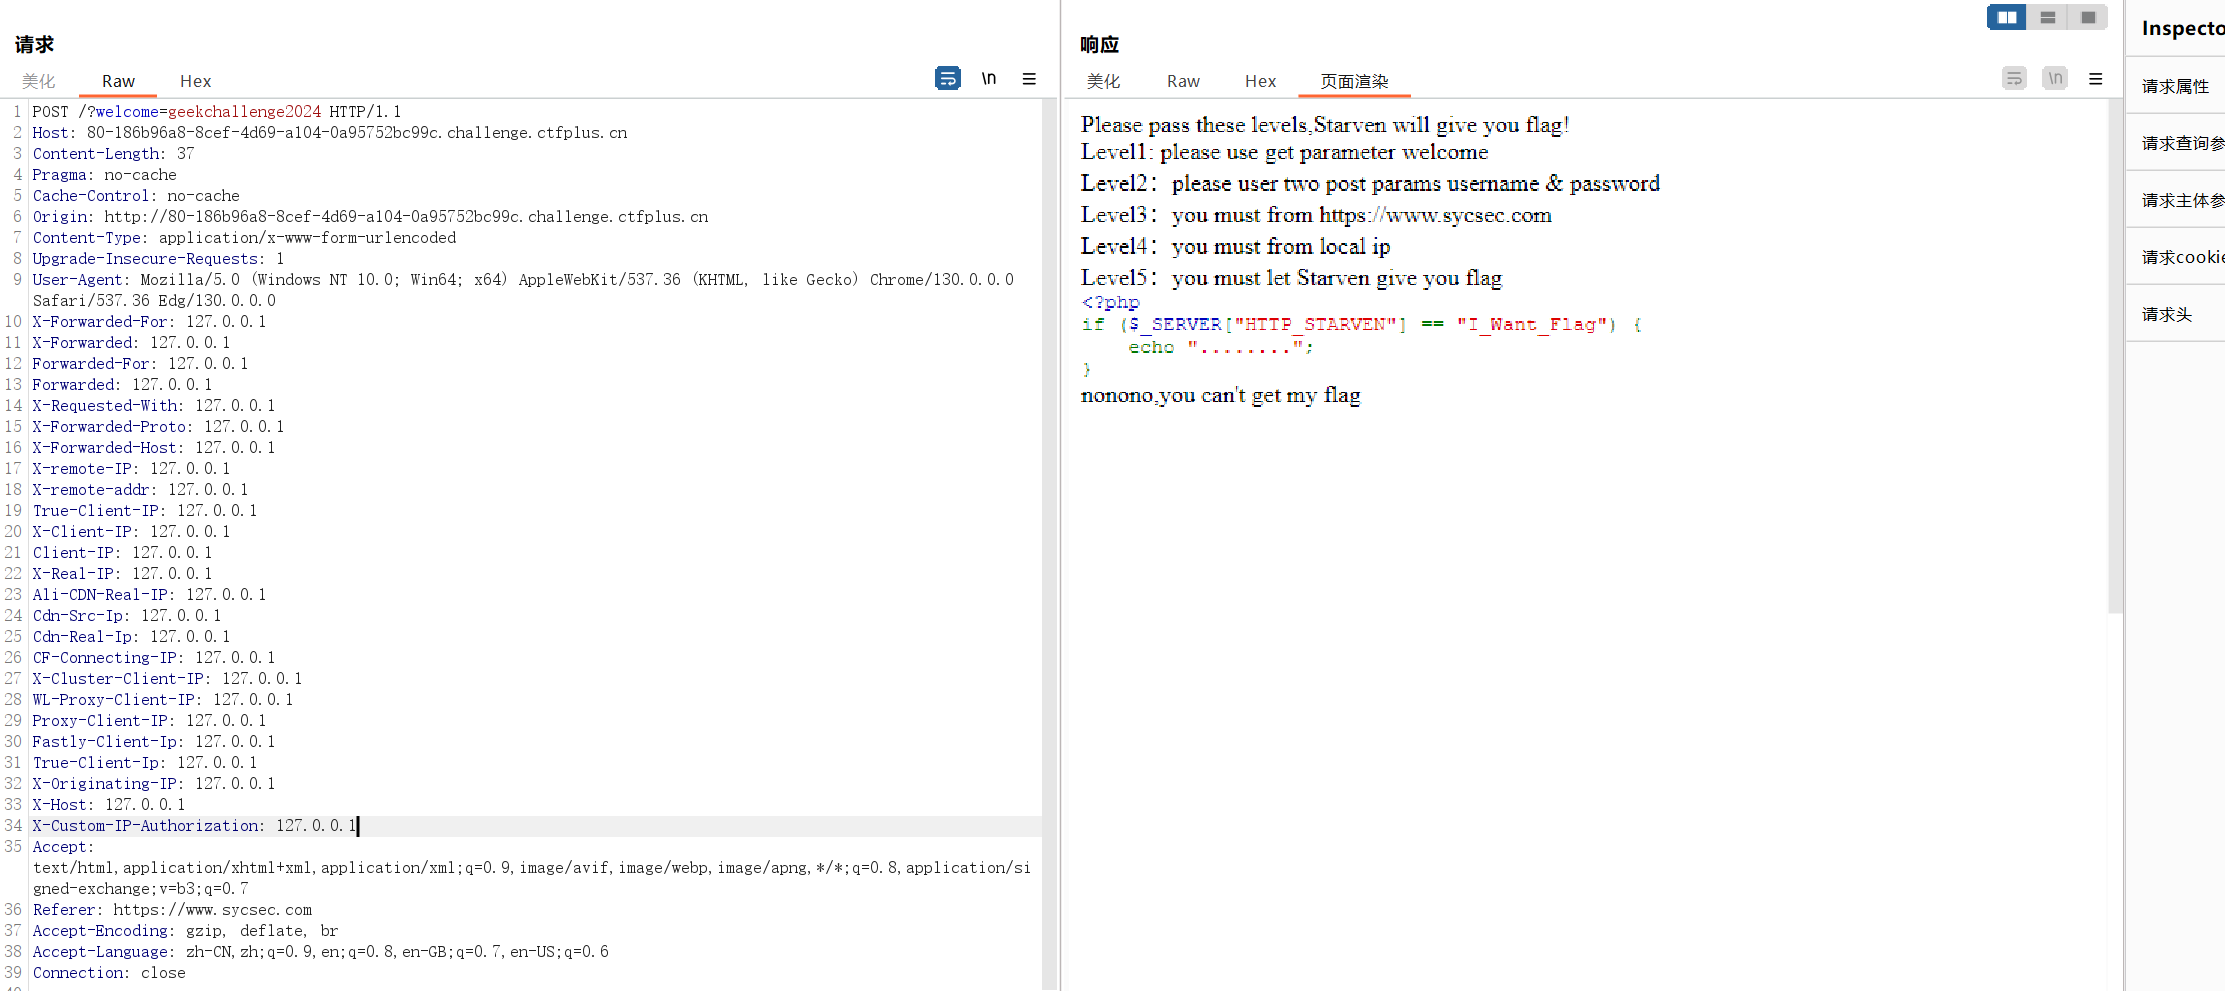 请求
美化 Raw Hex \n
1 POST /?welcome=geekchallenge2024 HTTP/1.1
2 Host: 80-186b96a8-8cef-4d69-a104-0a95752bc99c.challenge.ctfplus.cn
3 Content-Length: 37
4 Pragma: no-cache
5 Cache-Control: no-cache
6 Origin: http://80-186b96a8-8cef-4d69-a104-0a95752bc99c.challenge.ctfplus.cn
7 Content-Type: application/x-www-form-urlencoded
8 Upgrade-Insecure-Requests: 1
9 User-Agent: Mozilla/5.0 (Windows NT 10.0; Win64; x64) AppleWebKit/537.36 (KHTML, like Gecko) Chrome/130.0.0.0
Safari/537.36 Edg/130.0.0.0
10 X-Forwarded-For: 127.0.0.1
11 X-Forwarded: 127.0.0.1
12 Forwarded-For: 127.0.0.1
13 Forwarded: 127.0.0.1
14 X-Requested-With: 127.0.0.1
15 X-Forwarded-Proto: 127.0.0.1
16 X-Forwarded-Host: 127.0.0.1
17 X-remote-IP: 127.0.0.1
18 X-remote-addr: 127.0.0.1
19 True-Client-IP: 127.0.0.1
20 X-Client-IP: 127.0.0.1
21 Client-IP: 127.0.0.1
22 X-Real-IP: 127.0.0.1
23 Ali-CDN-Real-IP: 127.0.0.1
24 Cdn-Src-Ip: 127.0.0.1
25 Cdn-Real-Ip: 127.0.0.1
26 CF-Connecting-IP: 127.0.0.1
27 X-Cluster-Client-IP: 127.0.0.1
28 WL-Proxy-Client-IP: 127.0.0.1
29 Proxy-Client-IP: 127.0.0.1
30 Fastly-Client-Ip: 127.0.0.1
31 True-Client-Ip: 127.0.0.1
32 X-Originating-IP: 127.0.0.1
33 X-Host: 127.0.0.1
34 X-Custom-IP-Authorization: 127.0.0.1
35 Accept:
text/html,application/xhtml+xml,application/xml;q=0.9,image/avif,image/webp,image/apng,*/*;q=0.8,application/si
gned-exchange;v=b3;q=0.7
36 Referer: https://www.sycsec.com
37 Accept-Encoding: gzip, deflate, br
38 Accept-Language: zh-CN,zh;q=0.9,en;q=0.8,en-GB;q=0.7,en-US;q=0.6
39 Connection: close
响应
美化 Raw Hex 页面渲染 \n
Please pass these levels,Starven will give you flag!
Level1: please use get parameter welcome
Level2：please user two post params username & password
Level3：you must from https://www.sycsec.com
Level4：you must from local ip
Level5：you must let Starven give you flag
<?php
if ($_SERVER["HTTP_STARVEN"] == "I_Want_Flag") {
echo "........";
}
nonono,you can't get my flag
Inspecto
请求属性
请求查询参
请求主体参
请求cookie
请求头